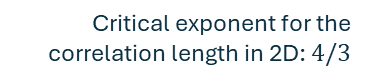 Critical exponent for the
correlation length in 2D: 4/3